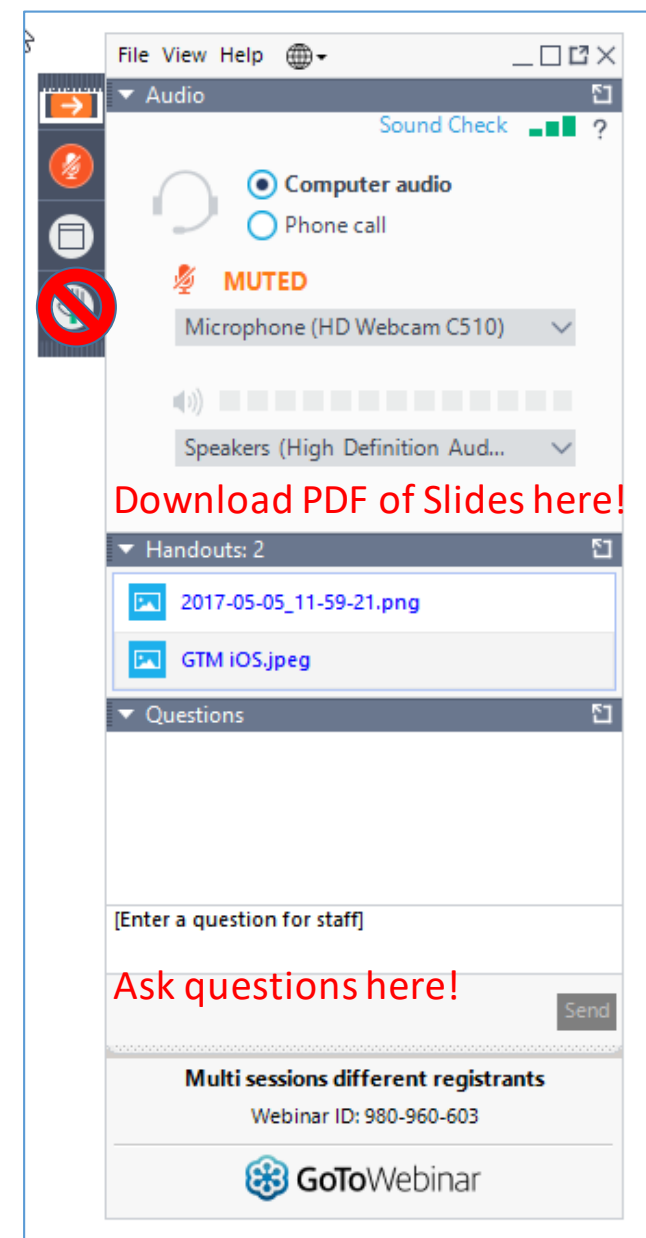 File View Help
Audio
Sound Check ?
Computer audio
Phone call
MUTED
Microphone (HD Webcam C510)
Speakers (High Definition Aud...
Download PDF of Slides here!
Handouts: 2
2017-05-05_11-59-21.png
GTM iOS.jpeg
Questions
[Enter a question for staff]
Ask questions here!
Send
Multi sessions different registrants
Webinar ID: 980-960-603
GoToWebinar